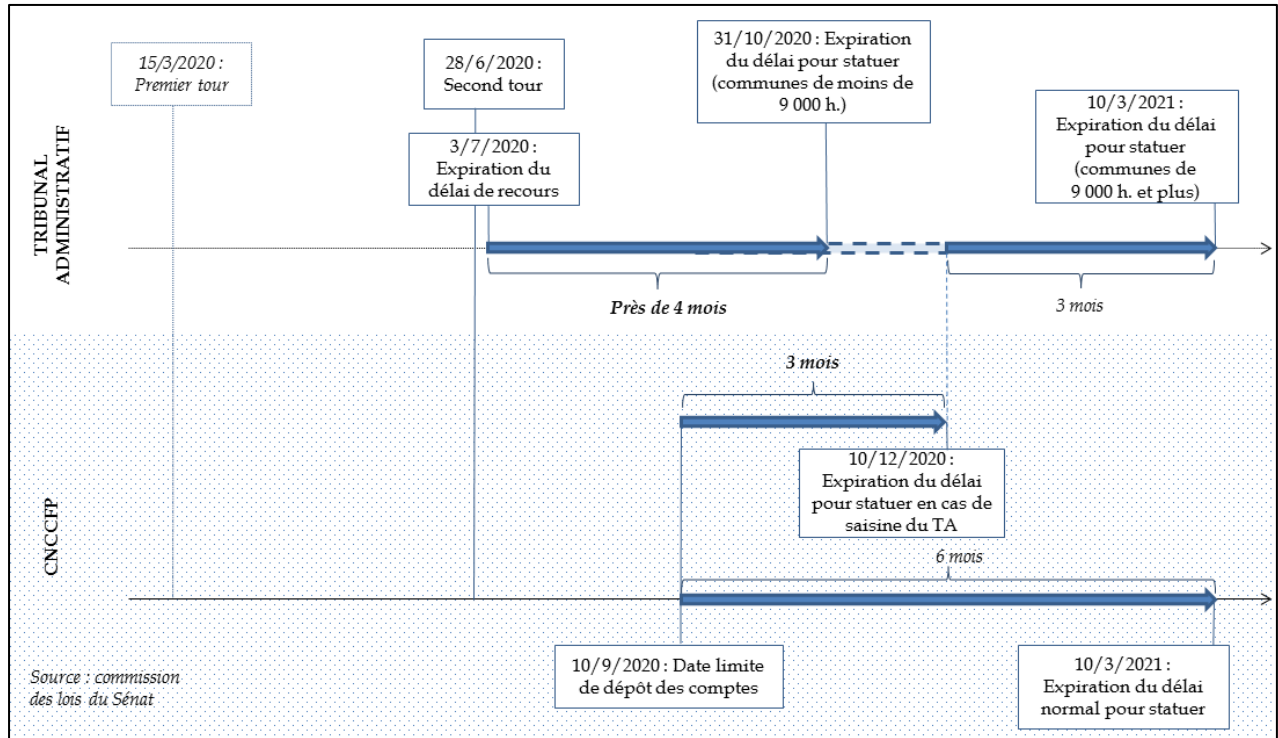 15/3/2020 :
Premier tour
28/6/2020 :
Second tour
31/10/2020 : Expiration
du délai pour statuer
(communes de moins de
9 000 h.)
3/7/2020 :
Expiration du
délai de recours
10/3/2021 :
Expiration du délai
pour statuer
(communes de
9 000 h. et plus)
TRIBUNAL
ADMINISTRATIF
Près de 4 mois
3 mois
3 mois
10/12/2020 :
Expiration du délai
pour statuer en cas de
saisine du TA
CNCCFP
6 mois
10/9/2020 : Date limite
de dépôt des comptes
10/3/2021 :
Expiration du délai
normal pour statuer
Source : commission
des lois du Sénat